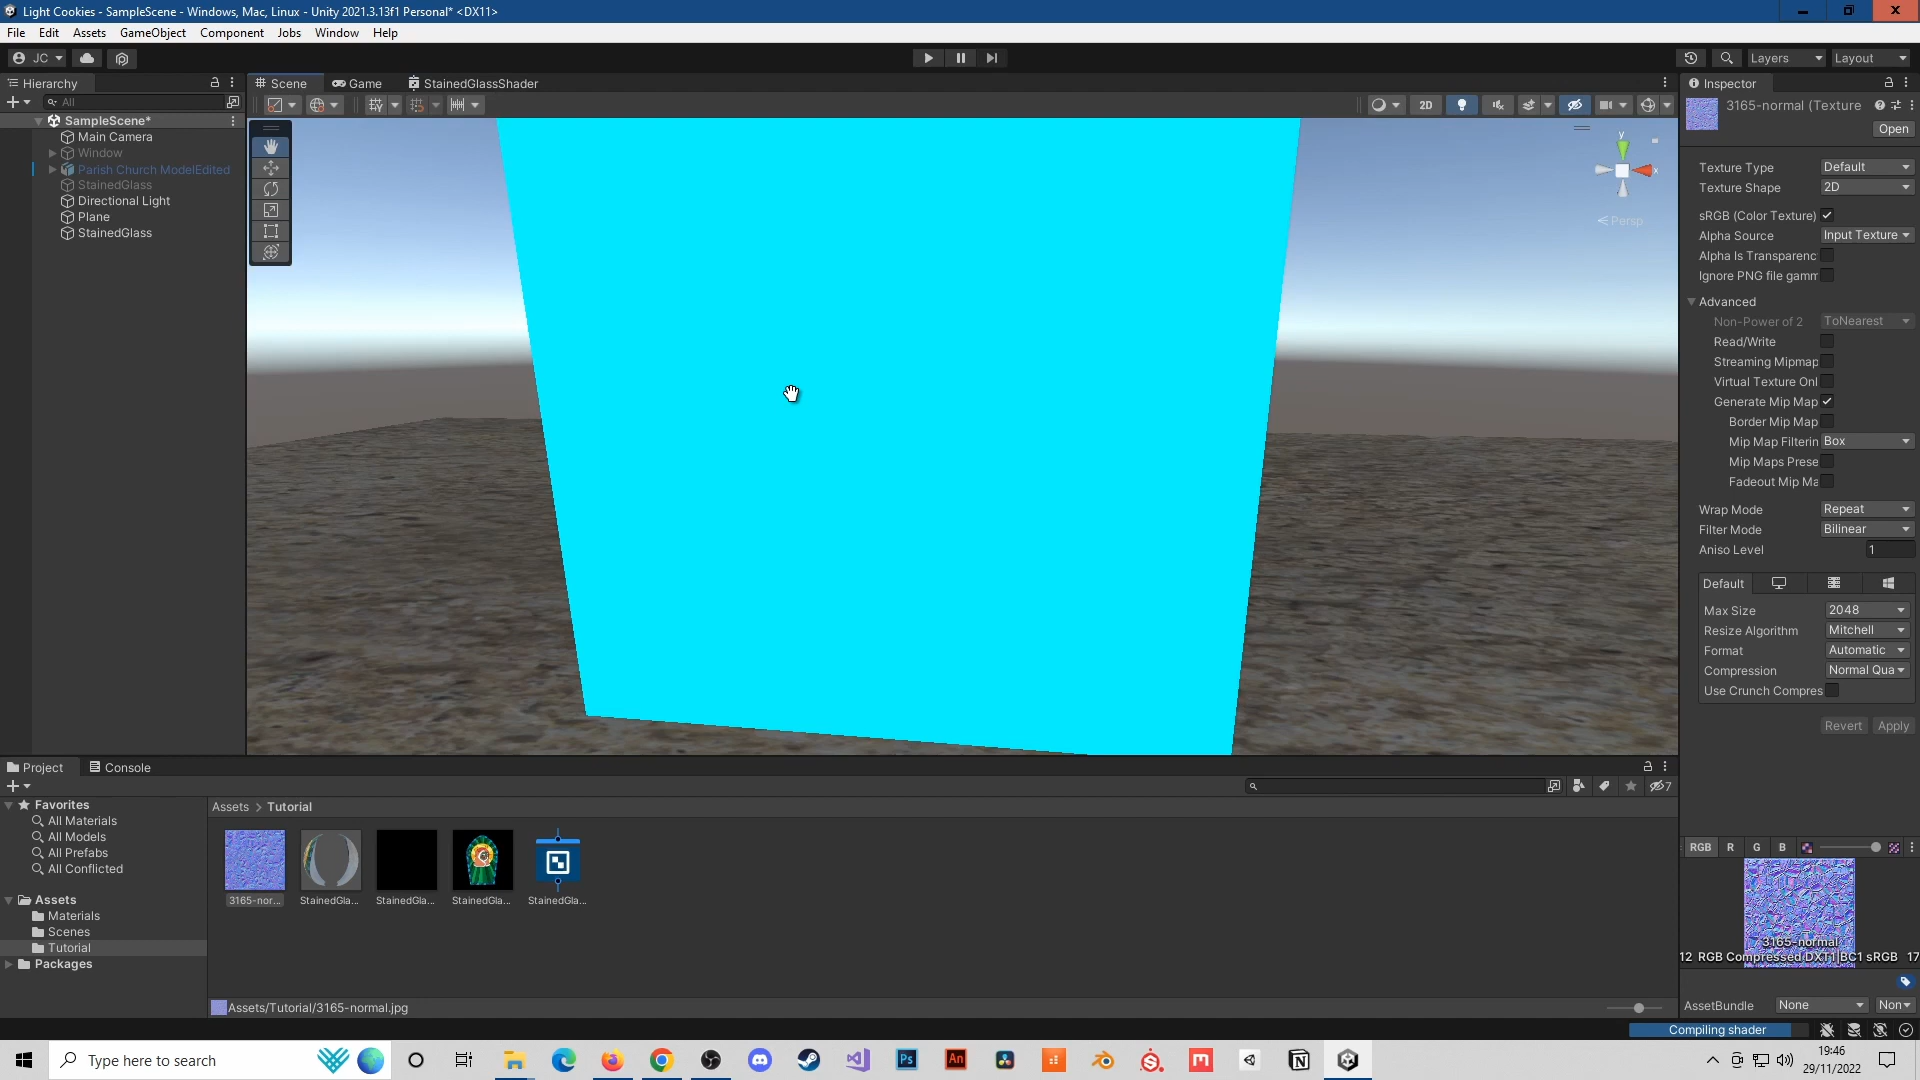 Light Cookies - SampleScene - Windows, Mac, Linux - Unity 2021.3.13f1 Personal* <DX11>
File Edit Assets GameObject Component Jobs Window Help
JC
Layers
Layout
Hierarchy
All
SampleScene*
Main Camera
Window
Parish Church ModelEdited
StainedGlass
Directional Light
Plane
StainedGlass
Scene
Game
StainedGlassShader
2D
y
x
Persp
Inspector
3165-normal (Texture
Open
Texture Type Default
Texture Shape 2D
sRGB (Color Texture)
Alpha Source Input Texture
Alpha Is Transparenc
Ignore PNG file gamm
Advanced
Non-Power of 2 ToNearest
Read/Write
Streaming Mipmap
Virtual Texture Onl
Generate Mip Map
Border Mip Map
Mip Map Filterin Box
Mip Maps Prese
Fadeout Mip Ma
Wrap Mode Repeat
Filter Mode Bilinear
Aniso Level 1
Default
Max Size 2048
Resize Algorithm Mitchell
Format Automatic
Compression Normal Qua
Use Crunch Compres
Revert Apply
Project
Console
7
Favorites
All Materials
All Models
All Prefabs
All Conflicted
Assets
Materials
Scenes
Tutorial
Packages
Assets > Tutorial
3165-nor...
StainedGla...
StainedGla...
StainedGla...
StainedGla...
Assets/Tutorial/3165-normal.jpg
RGB R G B
3165-normal
12 RGB Compressed DXT1|BC1 sRGB 17
AssetBundle None Non
Compiling shader
Type here to search
Ps
An
19:46
29/11/2022